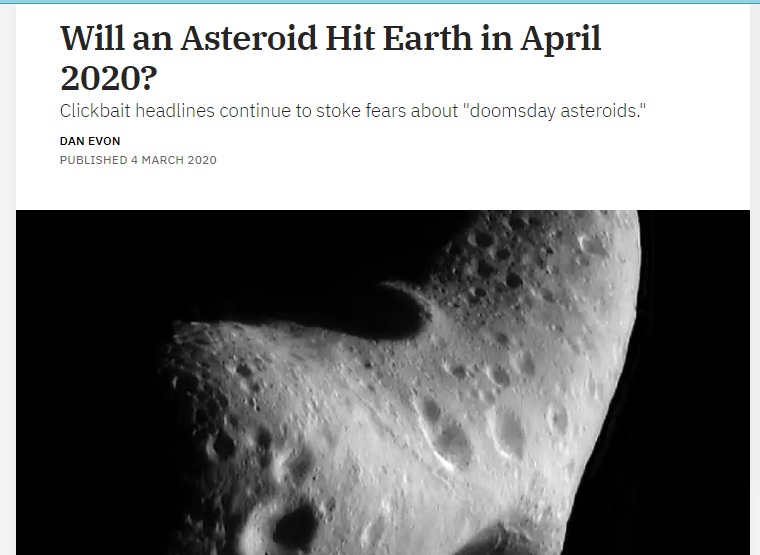 Will an Asteroid Hit Earth in April
2020?
Clickbait headlines continue to stoke fears about "doomsday asteroids."
DAN EVON
PUBLISHED 4 MARCH 2020